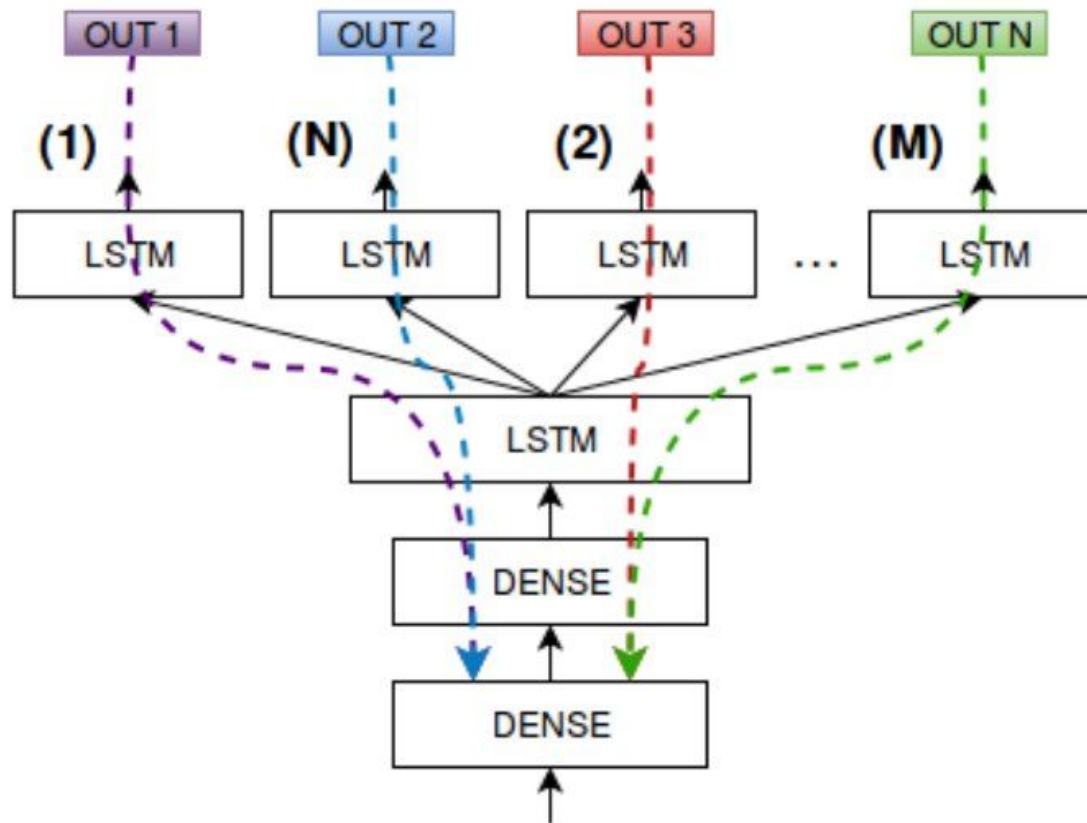 OUT 1 OUT 2 OUT 3 OUT N
(1) (N) (2) (M)
LSTM LSTM LSTM ... LSTM
LSTM
DENSE
DENSE